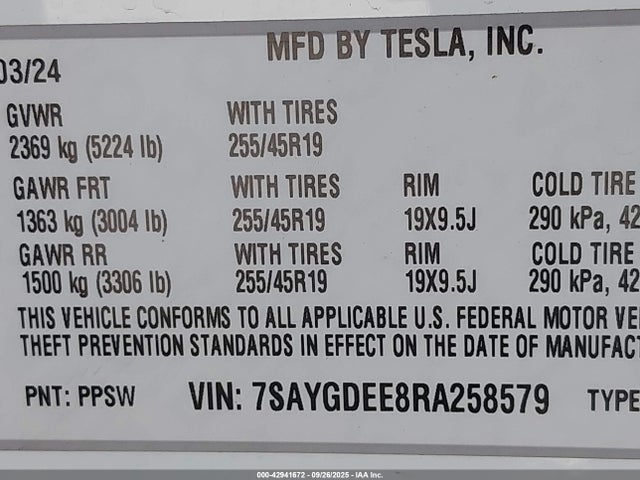 MFD BY TESLA, INC.
03/24
GVWR WITH TIRES
2369 kg (5224 lb) 255/45R19
GAWR FRT WITH TIRES RIM COLD TIRE
1363 kg (3004 lb) 255/45R19 19X9.5J 290 kPa, 42
GAWR RR WITH TIRES RIM COLD TIRE
1500 kg (3306 lb) 255/45R19 19X9.5J 290 kPa, 42
THIS VEHICLE CONFORMS TO ALL APPLICABLE U.S. FEDERAL MOTOR VE
THEFT PREVENTION STANDARDS IN EFFECT ON THE DATE OF MANUFACT
PNT: PPSW VIN: 7SAYGDEE8RA258579 TYPE
000-42941672 - 09/26/2025 - IAA Inc.